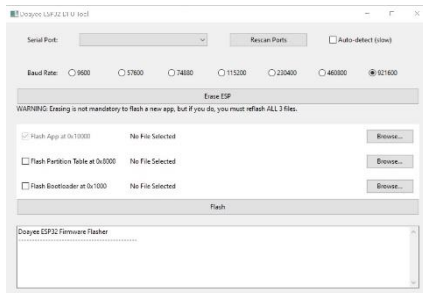 Doayee ESP32 DFU Tool
Serial Port:
Rescan Ports
Auto-detect (slow)
Baud Rate: 9600 57600 74880 115200 230400 460800 921600
Erase ESP
WARNING: Erasing is not mandatory to flash a new app, but if you do, you must reflash ALL 3 files.
Flash App at 0x10000 No File Selected Browse...
Flash Partition Table at 0x8000 No File Selected Browse...
Flash Bootloader at 0x1000 No File Selected Browse...
Flash
Doayee ESP32 Firmware Flasher
--------------------------------------------